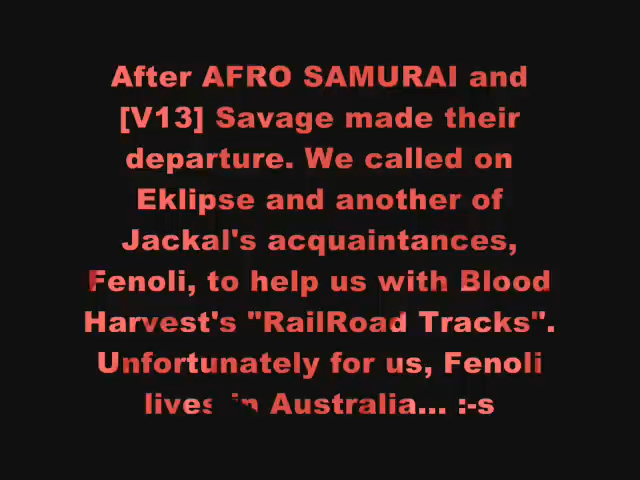 After AFRO SAMURAI and
[V13] Savage made their
departure. We called on
Eklipse and another of
Jackal's acquaintances,
Fenoli, to help us with Blood
Harvest's "RailRoad Tracks".
Unfortunately for us, Fenoli
lives in Australia... :-s